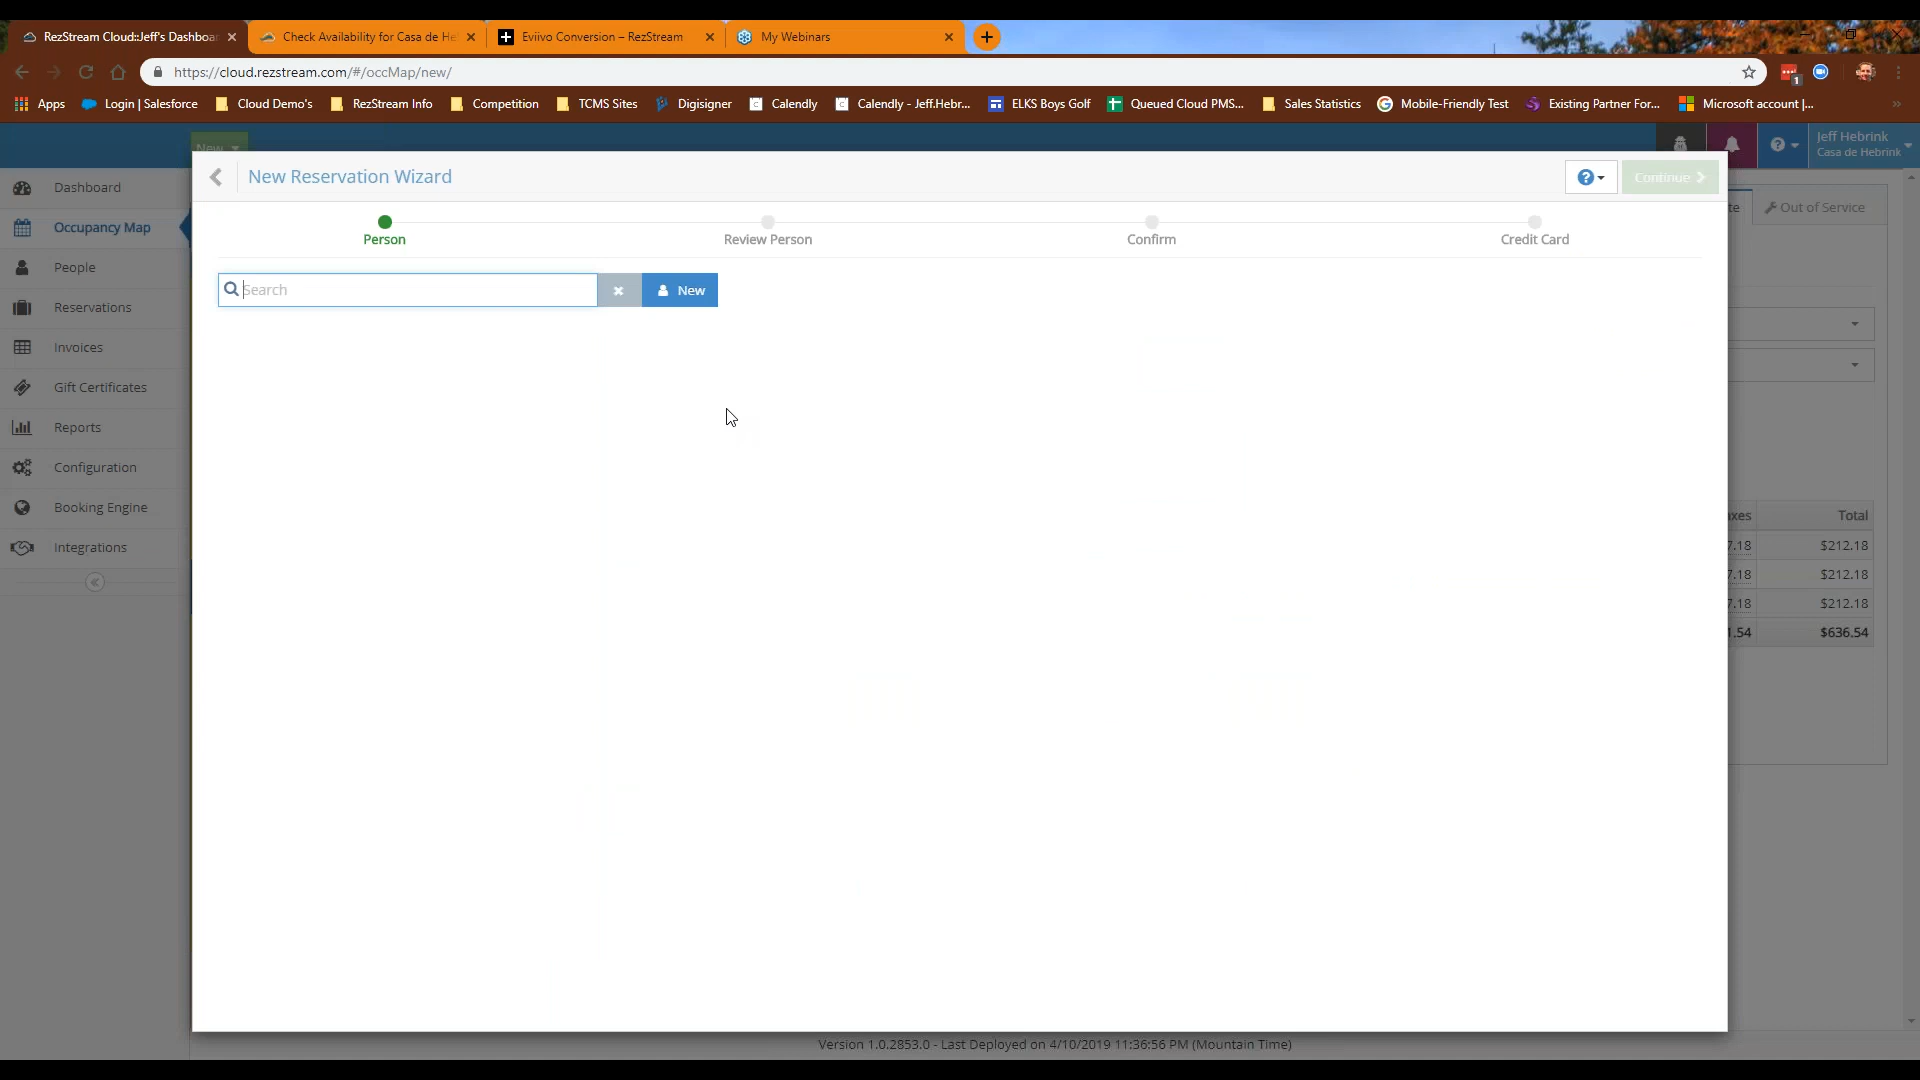 RezStream Cloud::Jeff's Dashboa
Check Availability for Casa de He
Eviivo Conversion – RezStream
My Webinars
https://cloud.rezstream.com/#/occMap/new/
1
Apps
Login | Salesforce
Cloud Demo's
RezStream Info
Competition
TCMS Sites
Digisigner
Calendly
Calendly - Jeff.Hebr...
ELKS Boys Golf
Queued Cloud PMS...
Sales Statistics
Mobile-Friendly Test
Existing Partner For...
Microsoft account |...
New
Jeff Hebrink
Casa de Hebrink
Dashboard
Occupancy Map
People
Reservations
Invoices
Gift Certificates
Reports
Configuration
Booking Engine
Integrations
New Reservation Wizard
Continue
Person
Review Person
Confirm
Credit Card
Search
New
te
Out of Service
axes
Total
7.18
$212.18
7.18
$212.18
7.18
$212.18
1.54
$636.54
Version 1.0.2853.0 - Last Deployed on 4/10/2019 11:36:56 PM (Mountain Time)